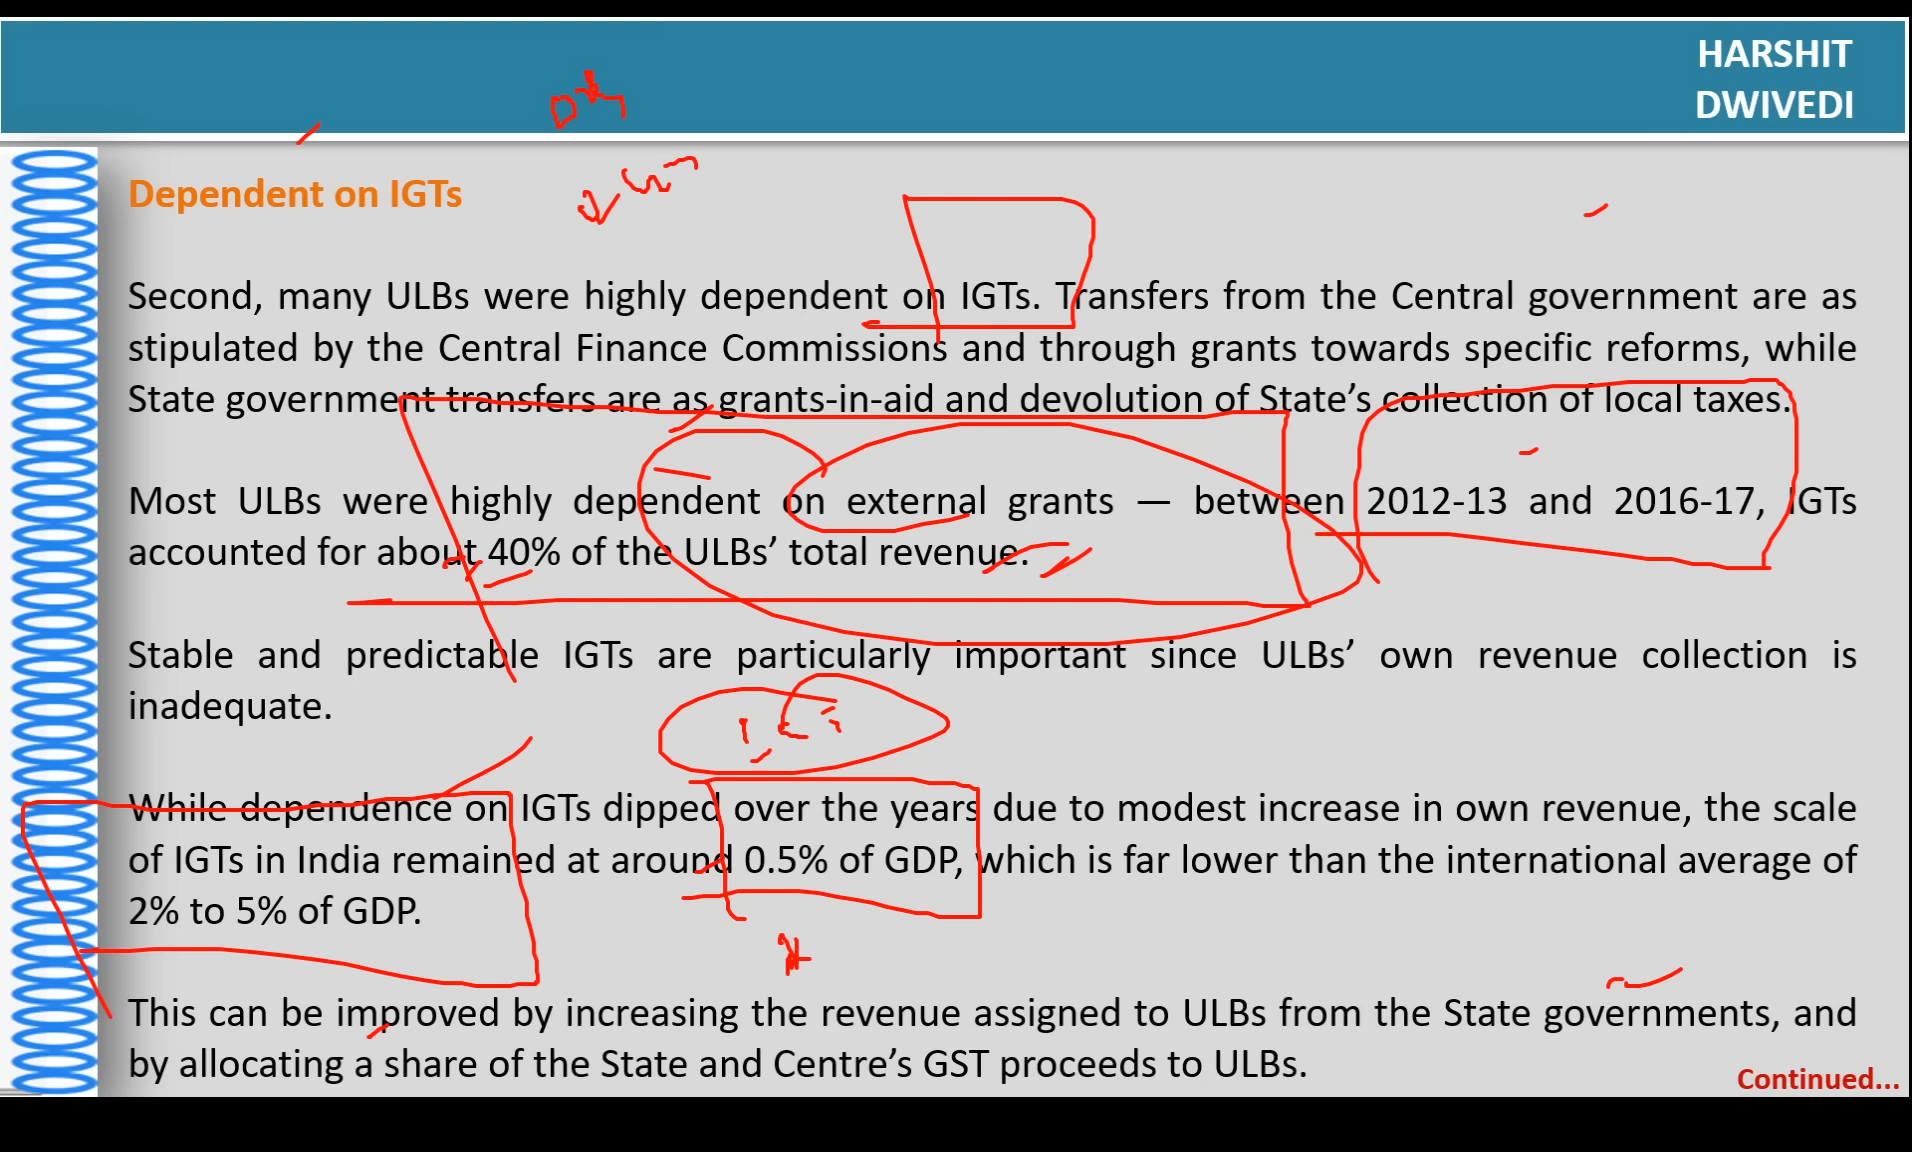 HARSHIT
DWIVEDI
Dependent on IGTs
Second, many ULBs were highly dependent on IGTs. Transfers from the Central government are as
stipulated by the Central Finance Commissions and through grants towards specific reforms, while
State government transfers are as grants-in-aid and devolution of State’s collection of local taxes.
Most ULBs were highly dependent on external grants — between 2012-13 and 2016-17, IGTs
accounted for about 40% of the ULBs’ total revenue.
Stable and predictable IGTs are particularly important since ULBs’ own revenue collection is
inadequate.
While dependence on IGTs dipped over the years due to modest increase in own revenue, the scale
of IGTs in India remained at around 0.5% of GDP, which is far lower than the international average of
2% to 5% of GDP.
This can be improved by increasing the revenue assigned to ULBs from the State governments, and
by allocating a share of the State and Centre’s GST proceeds to ULBs.
Continued...